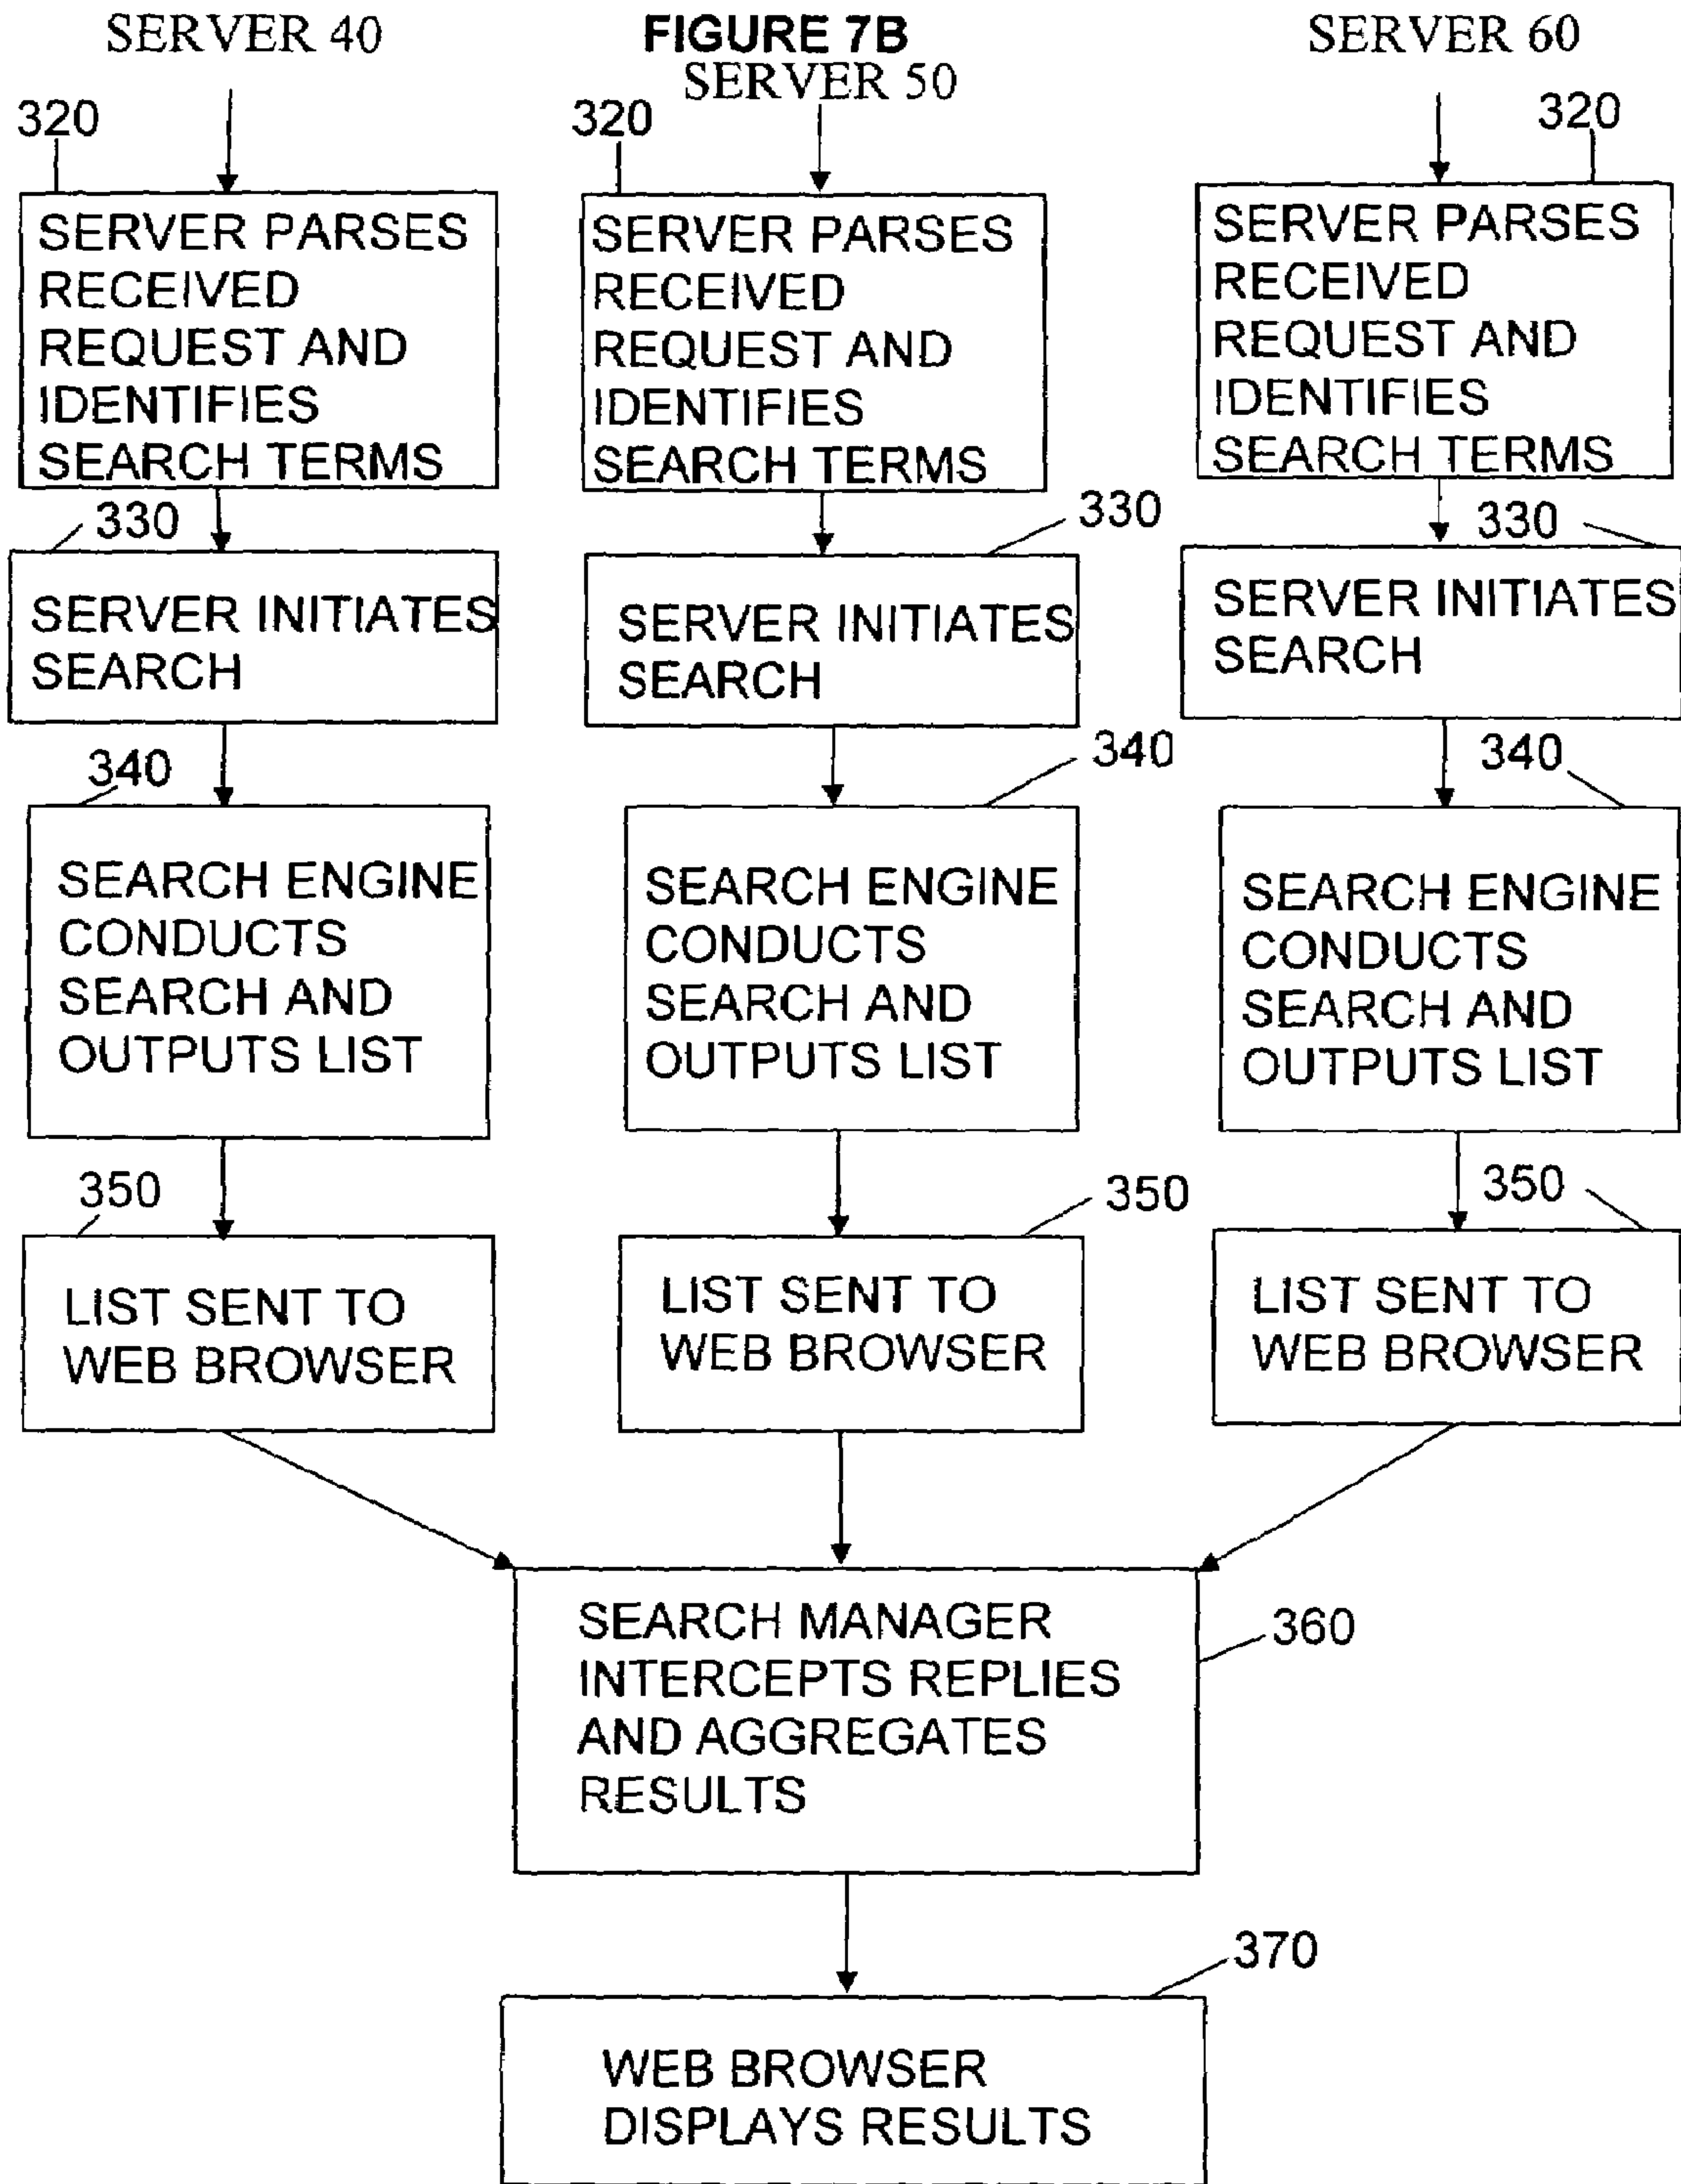 SERVER 40
FIGURE 7B
SERVER 50
SERVER 60
320
320
320
SERVER PARSES
RECEIVED
REQUEST AND
IDENTIFIES
SEARCH TERMS
SERVER PARSES
RECEIVED
REQUEST AND
IDENTIFIES
SEARCH TERMS
SERVER PARSES
RECEIVED
REQUEST AND
IDENTIFIES
SEARCH TERMS
330
330
330
SERVER INITIATES
SEARCH
SERVER INITIATES
SEARCH
SERVER INITIATES
SEARCH
340
340
340
SEARCH ENGINE
CONDUCTS
SEARCH AND
OUTPUTS LIST
SEARCH ENGINE
CONDUCTS
SEARCH AND
OUTPUTS LIST
SEARCH ENGINE
CONDUCTS
SEARCH AND
OUTPUTS LIST
350
350
350
LIST SENT TO
WEB BROWSER
LIST SENT TO
WEB BROWSER
LIST SENT TO
WEB BROWSER
SEARCH MANAGER
INTERCEPTS REPLIES
AND AGGREGATES
RESULTS
360
370
WEB BROWSER
DISPLAYS RESULTS